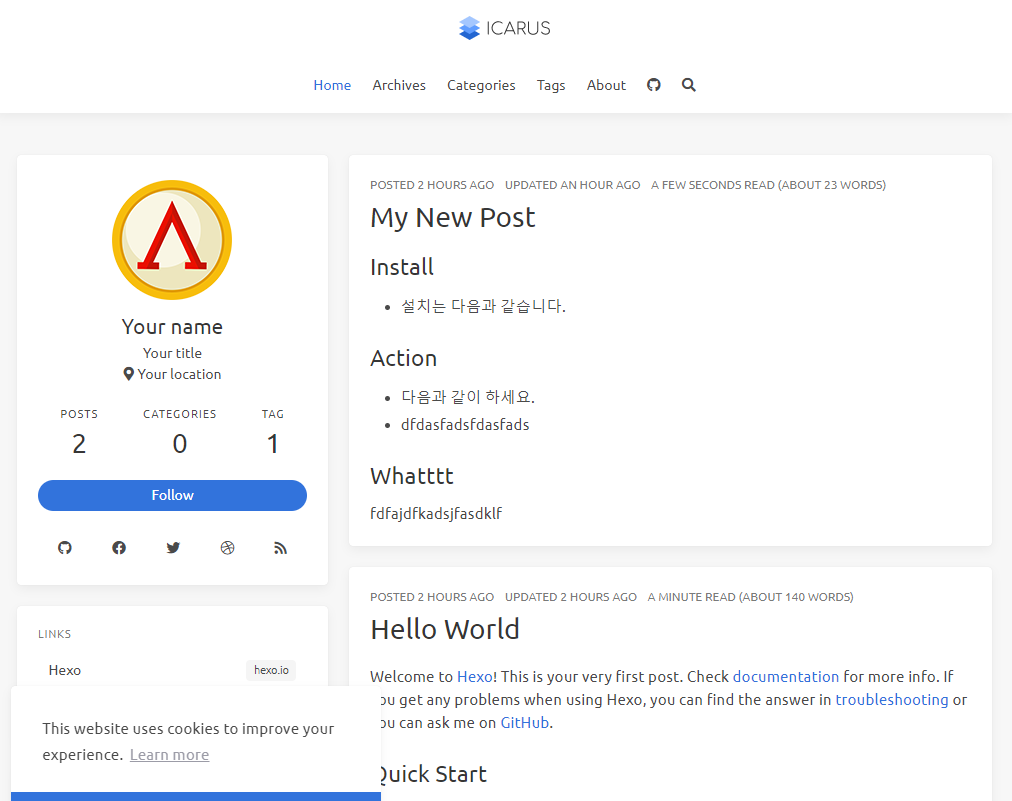 ICARUS
Home Archives Categories Tags About
Your name
Your title
Your location
POSTS CATEGORIES TAG
2 0 1
Follow
LINKS
Hexo hexo.io
POSTED 2 HOURS AGO UPDATED AN HOUR AGO A FEW SECONDS READ (ABOUT 23 WORDS)
My New Post
Install
• 설치는 다음과 같습니다.
Action
• 다음과 같이 하세요.
• dfdasfadsfdasfads
Whatttt
fdfajdfkadsjfasdklf
POSTED 2 HOURS AGO UPDATED 2 HOURS AGO A MINUTE READ (ABOUT 140 WORDS)
Hello World
Welcome to Hexo! This is your very first post. Check documentation for more info. If
you get any problems when using Hexo, you can find the answer in troubleshooting or
you can ask me on GitHub.
Quick Start
This website uses cookies to improve your
experience. Learn more